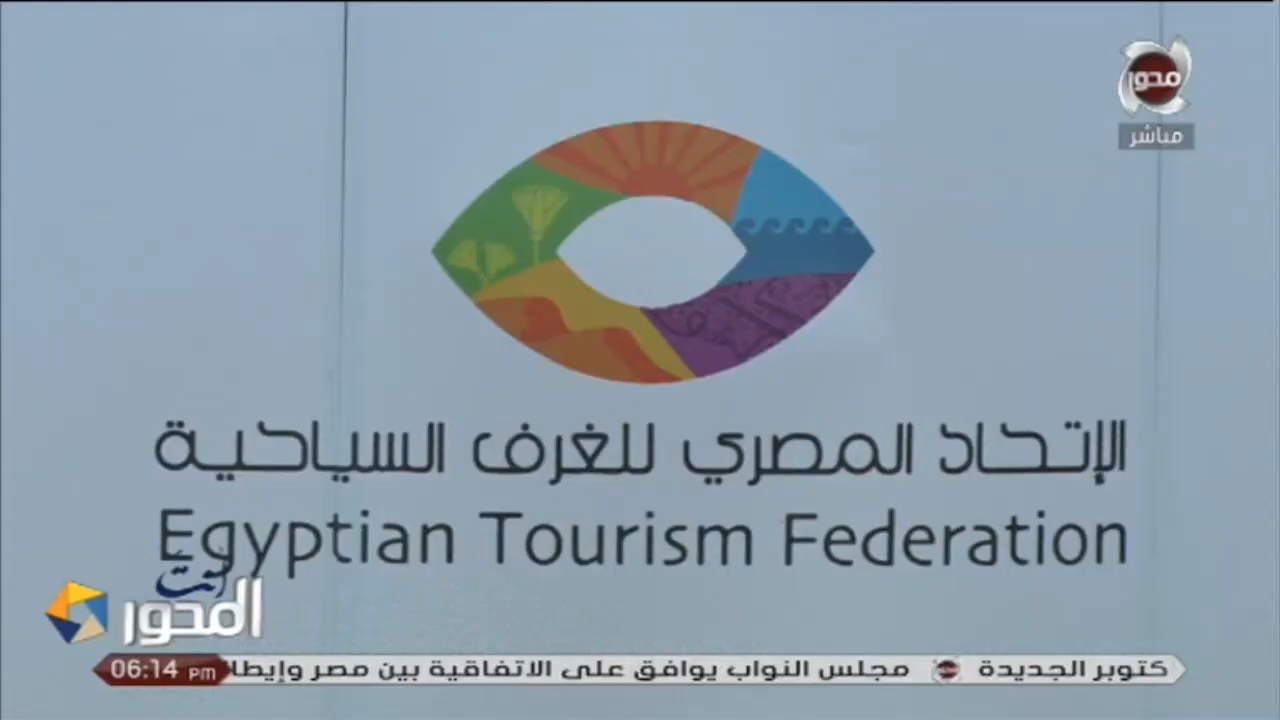 محور
مباشر
الإتحاد المصري للغرف السياحية
Egyptian Tourism Federation
أنت
المحور
كتوبر الجديدة
مجلس النواب يوافق على الاتفاقية بين مصر وإيطا
06:14 PM